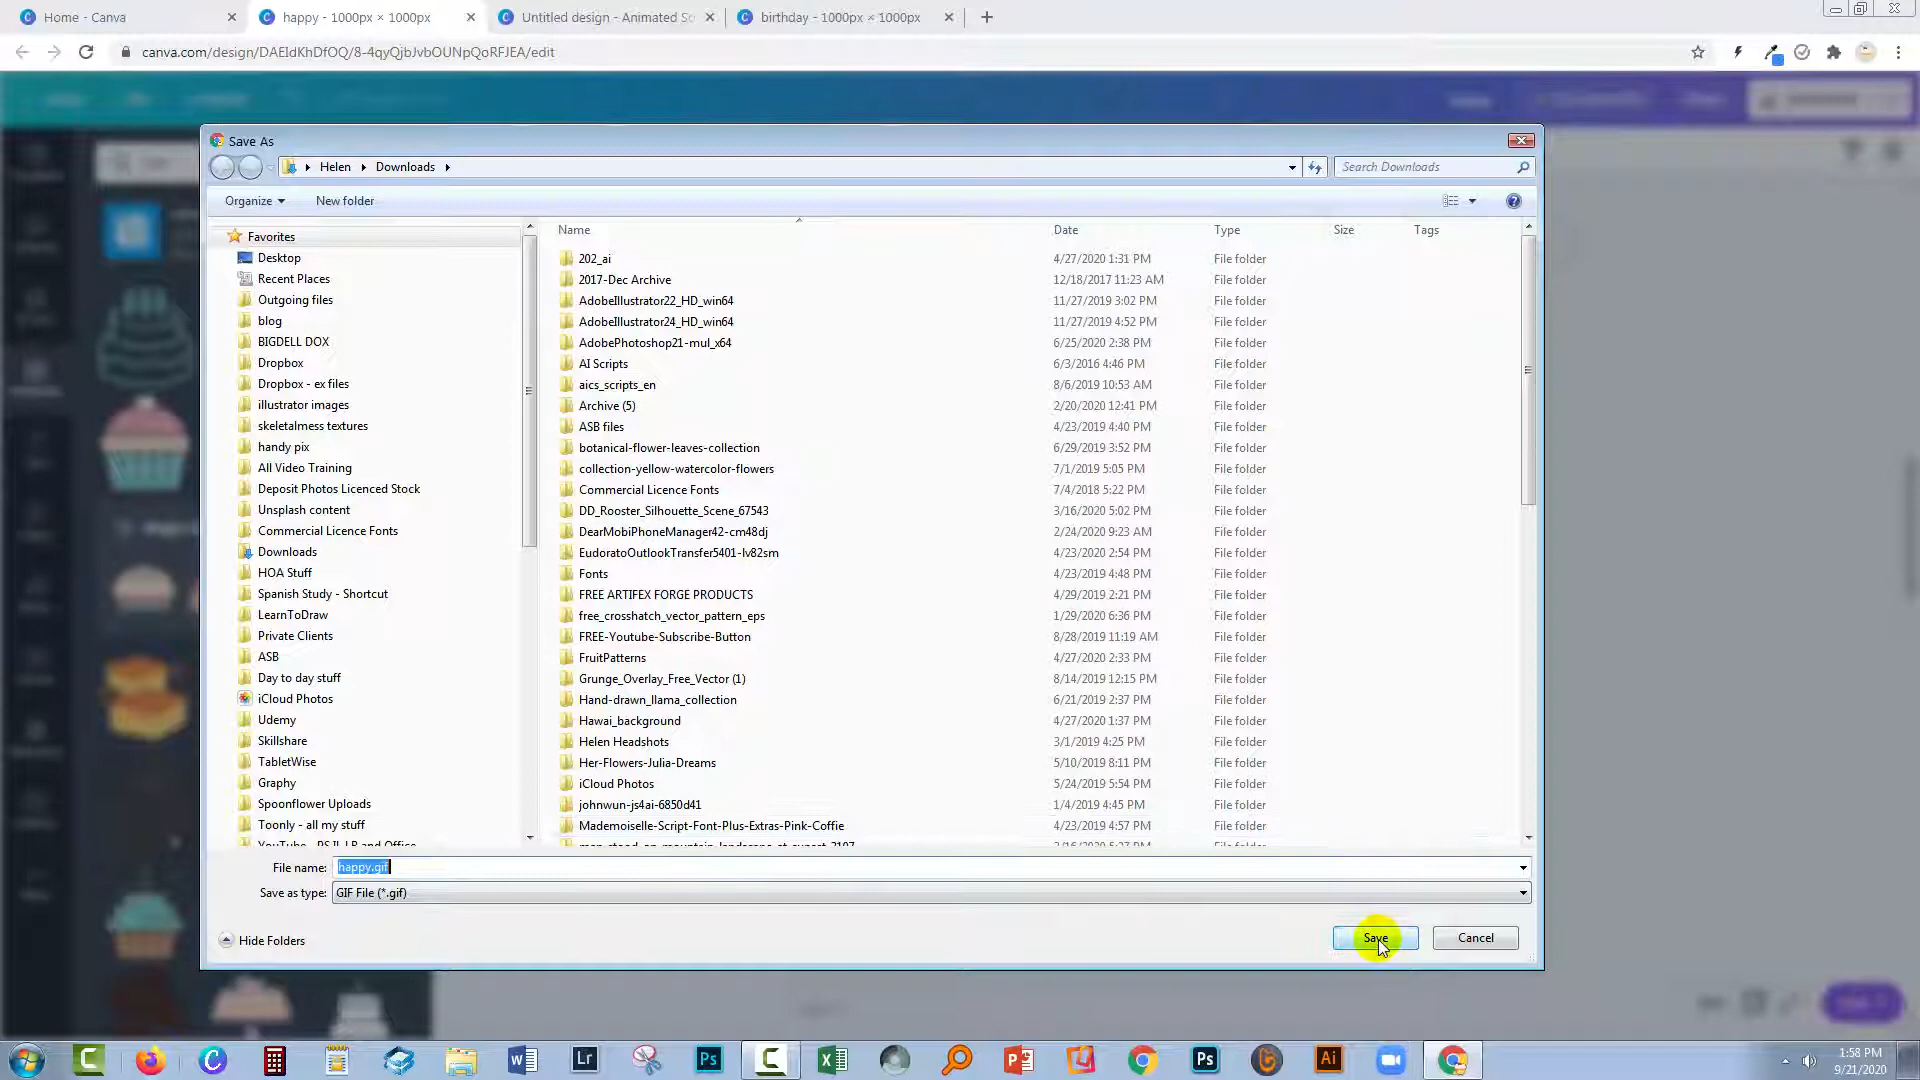 Home - Canva
happy - 1000px × 1000px
Untitled design - Animated So
birthday - 1000px × 1000px
canva.com/design/DAEIdKhDfOQ/8-4qyQjbJvbOUNpQoRFJEA/edit
Save As
Helen
Downloads
Search Downloads
Organize
New folder
Name
Date
Type
Size
Tags
Favorites
Desktop
Recent Places
Outgoing files
blog
BIGDELL DOX
Dropbox
Dropbox - ex files
illustrator images
skeletalmess textures
handy pix
All Video Training
Deposit Photos Licenced Stock
Unsplash content
Commercial Licence Fonts
Downloads
HOA Stuff
Spanish Study - Shortcut
LearnToDraw
Private Clients
ASB
Day to day stuff
iCloud Photos
Udemy
Skillshare
TabletWise
Graphy
Spoonflower Uploads
Toonly - all my stuff
YouTube - PS IL LR and Office
202_ai 4/27/2020 1:31 PM File folder
2017-Dec Archive 12/18/2017 11:23 AM File folder
AdobeIllustrator22_HD_win64 11/27/2019 3:02 PM File folder
AdobeIllustrator24_HD_win64 11/27/2019 4:52 PM File folder
AdobePhotoshop21-mul_x64 6/25/2020 2:38 PM File folder
AI Scripts 6/3/2016 4:46 PM File folder
aics_scripts_en 8/6/2019 10:53 AM File folder
Archive (5) 2/20/2020 12:41 PM File folder
ASB files 4/23/2019 4:40 PM File folder
botanical-flower-leaves-collection 6/29/2019 3:52 PM File folder
collection-yellow-watercolor-flowers 7/1/2019 5:05 PM File folder
Commercial Licence Fonts 7/4/2018 5:22 PM File folder
DD_Rooster_Silhouette_Scene_67543 3/16/2020 5:02 PM File folder
DearMobiPhoneManager42-cm48dj 2/24/2020 9:23 AM File folder
EudoratoOutlookTransfer5401-lv82sm 4/23/2020 2:54 PM File folder
Fonts 4/23/2019 4:48 PM File folder
FREE ARTIFEX FORGE PRODUCTS 4/29/2019 2:21 PM File folder
free_crosshatch_vector_pattern_eps 1/29/2020 6:36 PM File folder
FREE-Youtube-Subscribe-Button 8/28/2019 11:19 AM File folder
FruitPatterns 4/27/2020 2:33 PM File folder
Grunge_Overlay_Free_Vector (1) 8/14/2019 12:15 PM File folder
Hand-drawn_llama_collection 6/21/2019 2:37 PM File folder
Hawai_background 4/27/2020 1:37 PM File folder
Helen Headshots 3/1/2019 4:25 PM File folder
Her-Flowers-Julia-Dreams 5/10/2019 8:11 PM File folder
iCloud Photos 5/24/2019 5:54 PM File folder
johnwun-js4ai-6850d41 1/4/2019 4:45 PM File folder
Mademoiselle-Script-Font-Plus-Extras-Pink-Coffie 4/23/2019 4:57 PM File folder
File name: happy.gif
Save as type: GIF File (*.gif)
Hide Folders
Save
Cancel
1:58 PM
9/21/2020